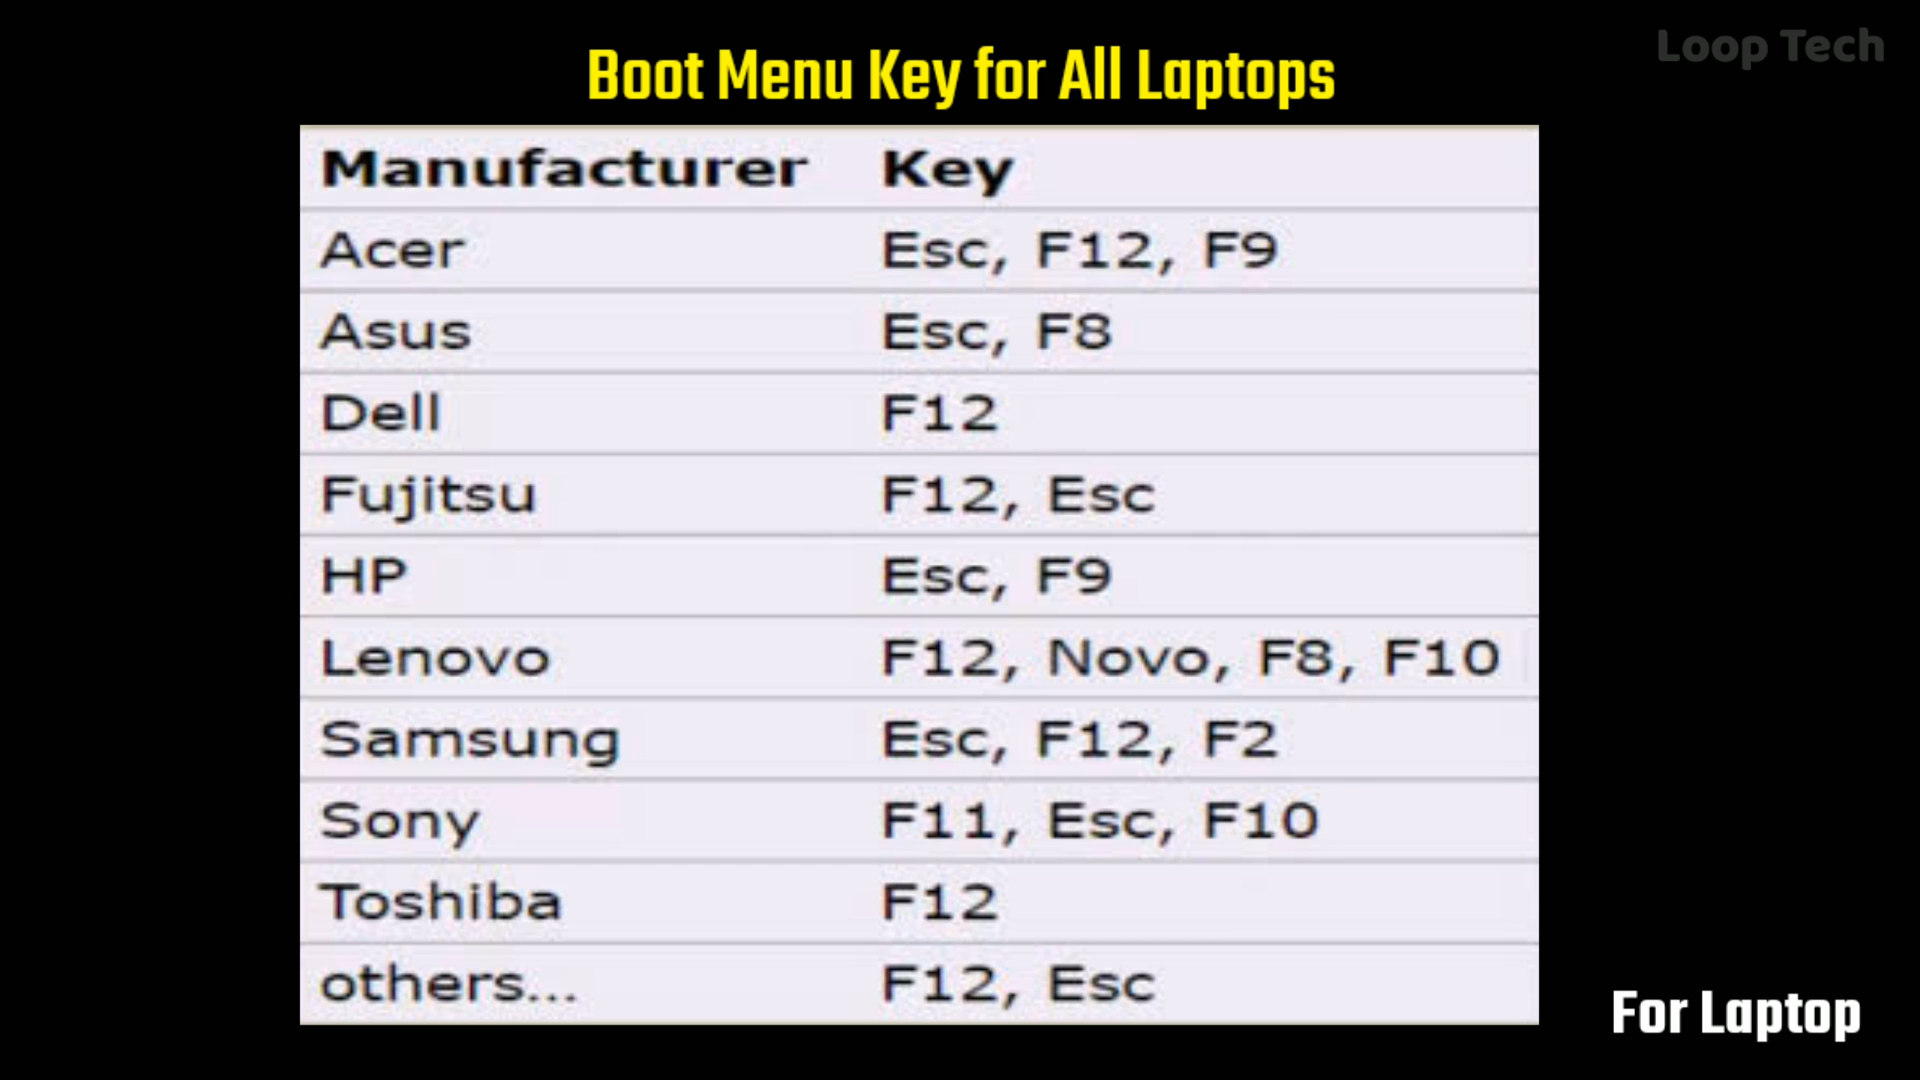 Loop Tech
Boot Menu Key for All Laptops
Manufacturer Key
Acer Esc, F12, F9
Asus Esc, F8
Dell F12
Fujitsu F12, Esc
HP Esc, F9
Lenovo F12, Novo, F8, F10
Samsung Esc, F12, F2
Sony F11, Esc, F10
Toshiba F12
others... F12, Esc
For Laptop